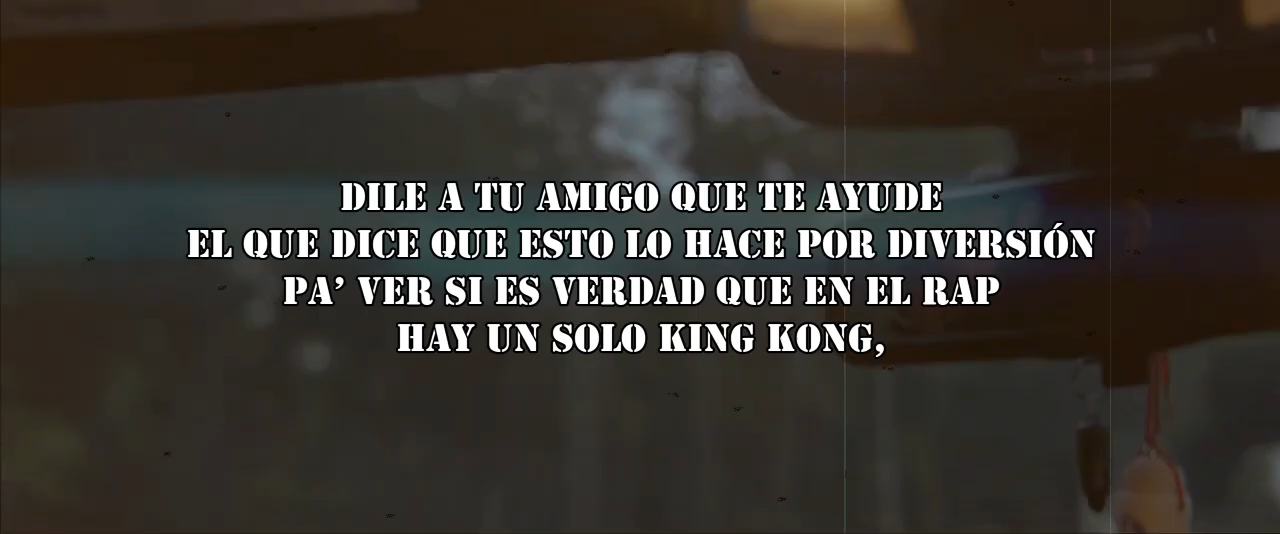 DILE A TU AMIGO QUE TE AYUDE
EL QUE DICE QUE ESTO LO HACE POR DIVERSIÓN
PA’ VER SI ES VERDAD QUE EN EL RAP
HAY UN SOLO KING KONG,